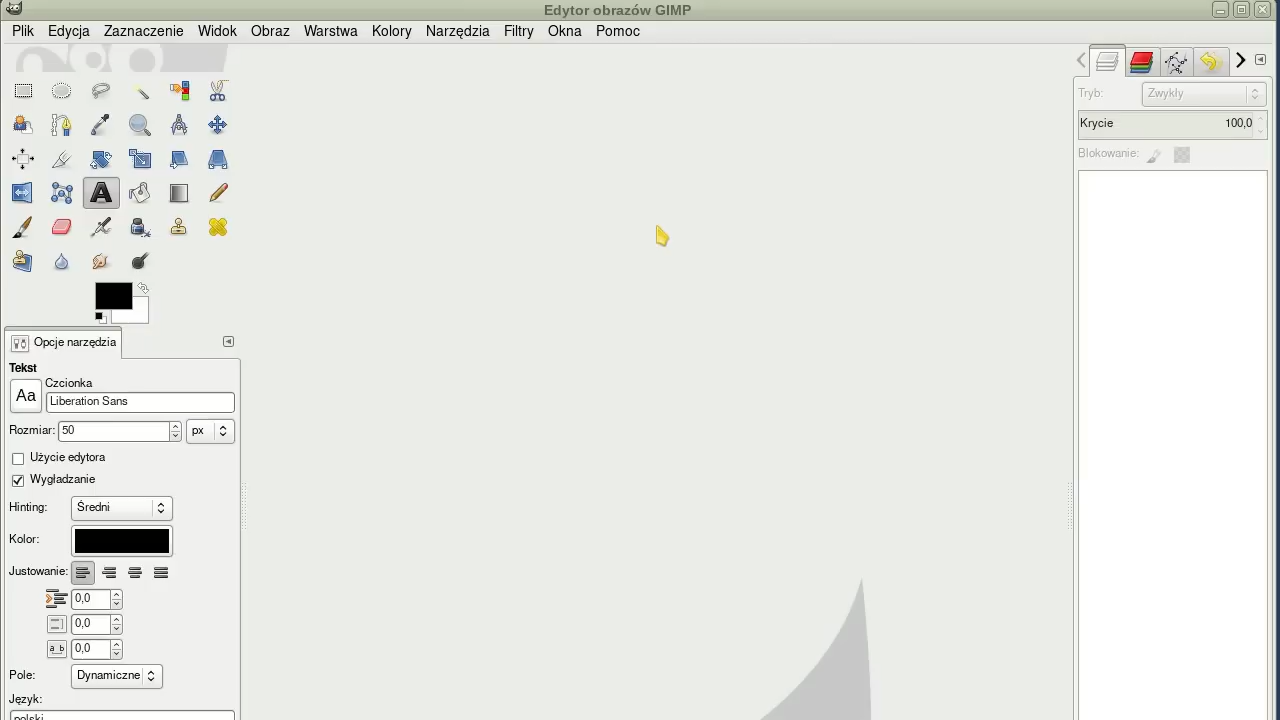 Edytor obrazów GIMP
Plik Edycja Zaznaczenie Widok Obraz Warstwa Kolory Narzędzia Filtry Okna Pomoc
Tryb: Zwykły
Krycie 100,0
Blokowanie:
Opcje narzędzia
Tekst
Aa Czcionka
Liberation Sans
Rozmiar: 50 px
Użycie edytora
Wygładzanie
Hinting: Średni
Kolor:
Justowanie:
0,0
0,0
a_b 0,0
Pole: Dynamiczne
Język:
polski